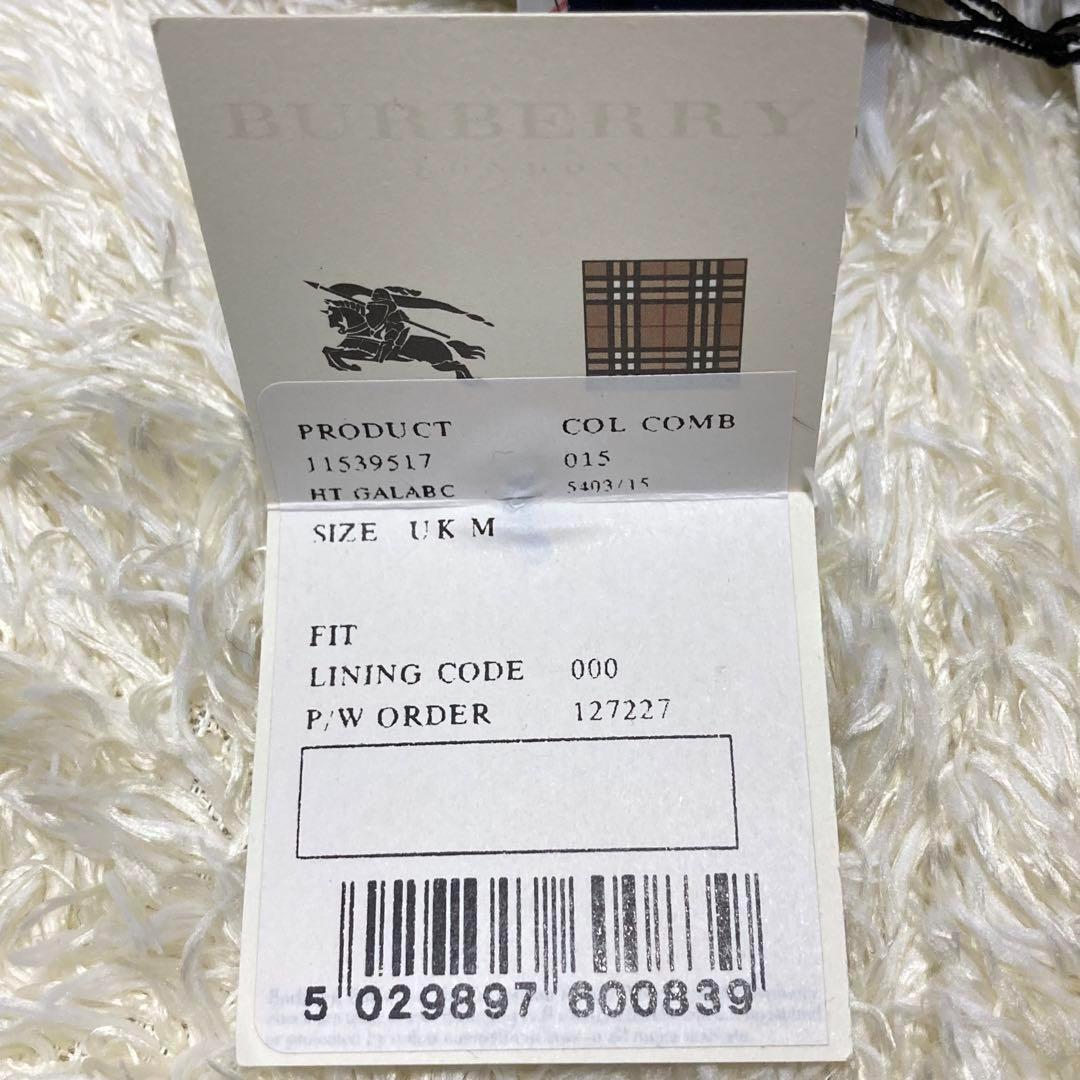 BURBERRY
LONDON
PRODUCT COL COMB
11539517 015
HT GALABC 5403/15
SIZE UK M
FIT
LINING CODE 000
P/W ORDER 127227
5 029897 600839